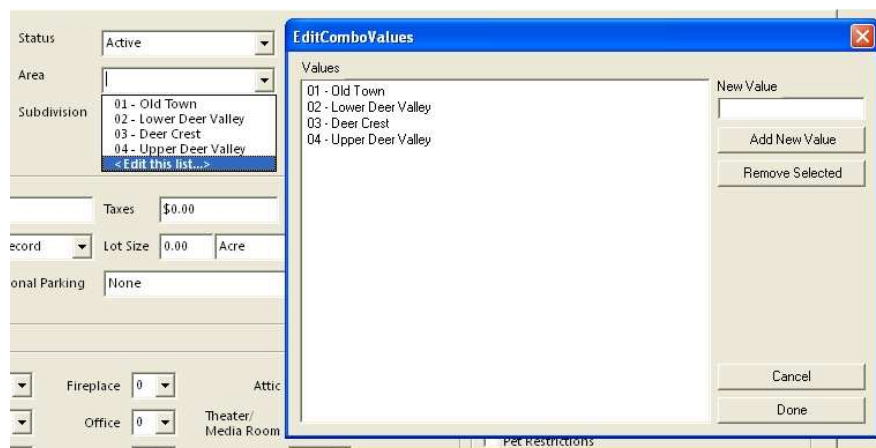 Status
Active
Area
Subdivision
01 - Old Town
02 - Lower Deer Valley
03 - Deer Crest
04 - Upper Deer Valley
<Edit this list...>
Taxes
$0.00
ecord
Lot Size
0.00
Acre
onal Parking
None
Fireplace
0
Attic
Office
0
Theater/
Media Room
EditComboValues
Values
01 - Old Town
02 - Lower Deer Valley
03 - Deer Crest
04 - Upper Deer Valley
New Value
Add New Value
Remove Selected
Cancel
Done
Pet Restrictions